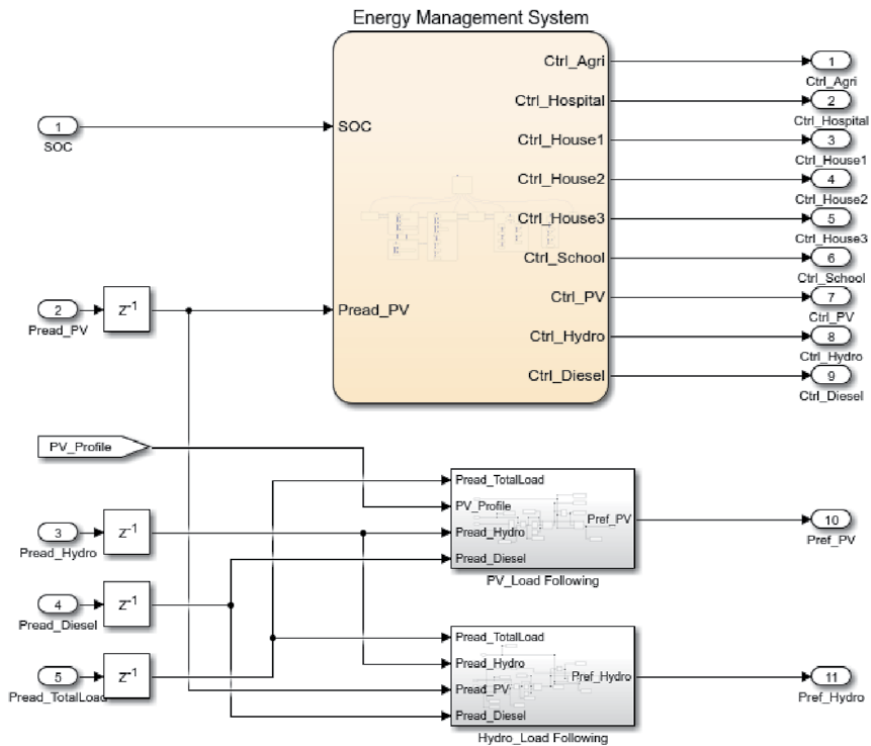 Energy Management System
Ctrl_Agri
Ctrl_Hospital
Ctrl_House1
Ctrl_House2
Ctrl_House3
Ctrl_School
Ctrl_PV
Ctrl_Hydro
Ctrl_Diesel
SOC
Pread_PV
1
SOC
2
Pread_PV
z-1
PV_Profile
3
Pread_Hydro
z-1
4
Pread_Diesel
z-1
5
Pread_TotalLoad
z-1
1
Ctrl_Agri
2
Ctrl_Hospital
3
Ctrl_House1
4
Ctrl_House2
5
Ctrl_House3
6
Ctrl_School
7
Ctrl_PV
8
Ctrl_Hydro
9
Ctrl_Diesel
Pread_TotalLoad
PV_Profile
Pread_Hydro
Pread_Diesel
Pref_PV
PV_Load Following
10
Pref_PV
Pread_TotalLoad
Pread_Hydro
Pread_PV
Pread_Diesel
Pref_Hydro
Hydro_Load Following
11
Pref_Hydro